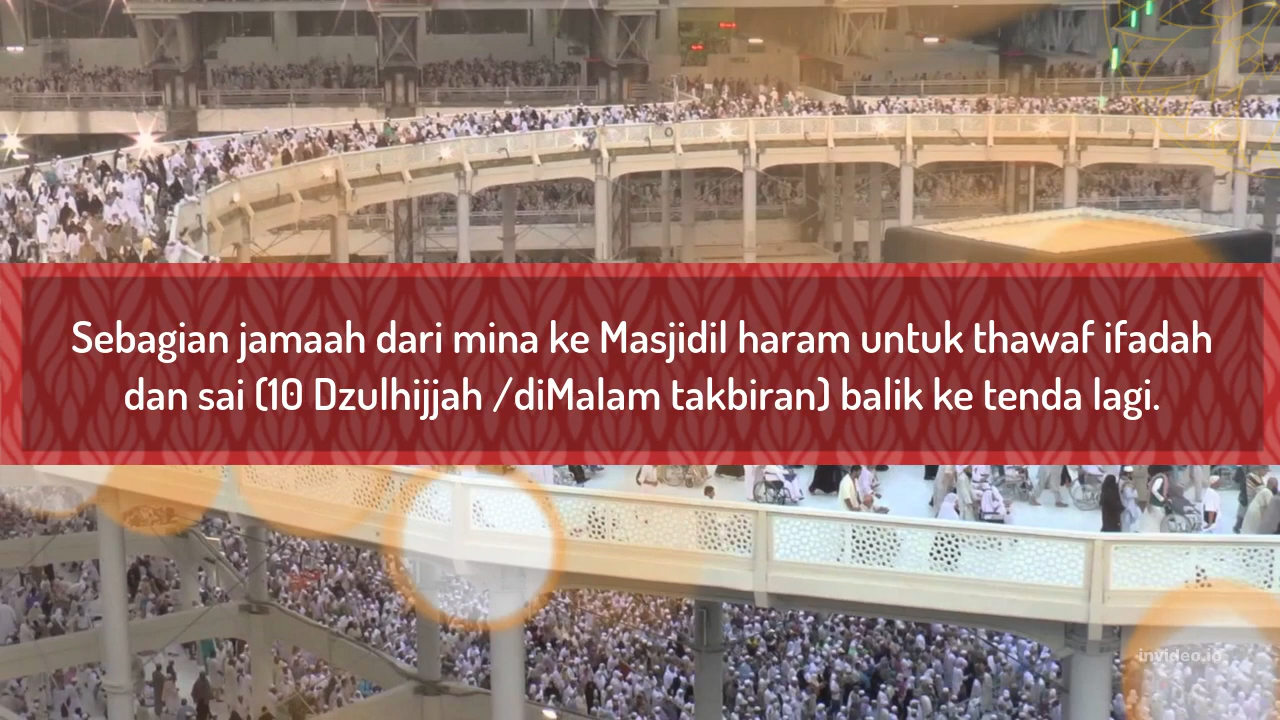 Sebagian jamaah dari mina ke Masjidil haram untuk thawaf ifadah
dan sai (10 Dzulhijjah /diMalam takbiran) balik ke tenda lagi.
invideo.io